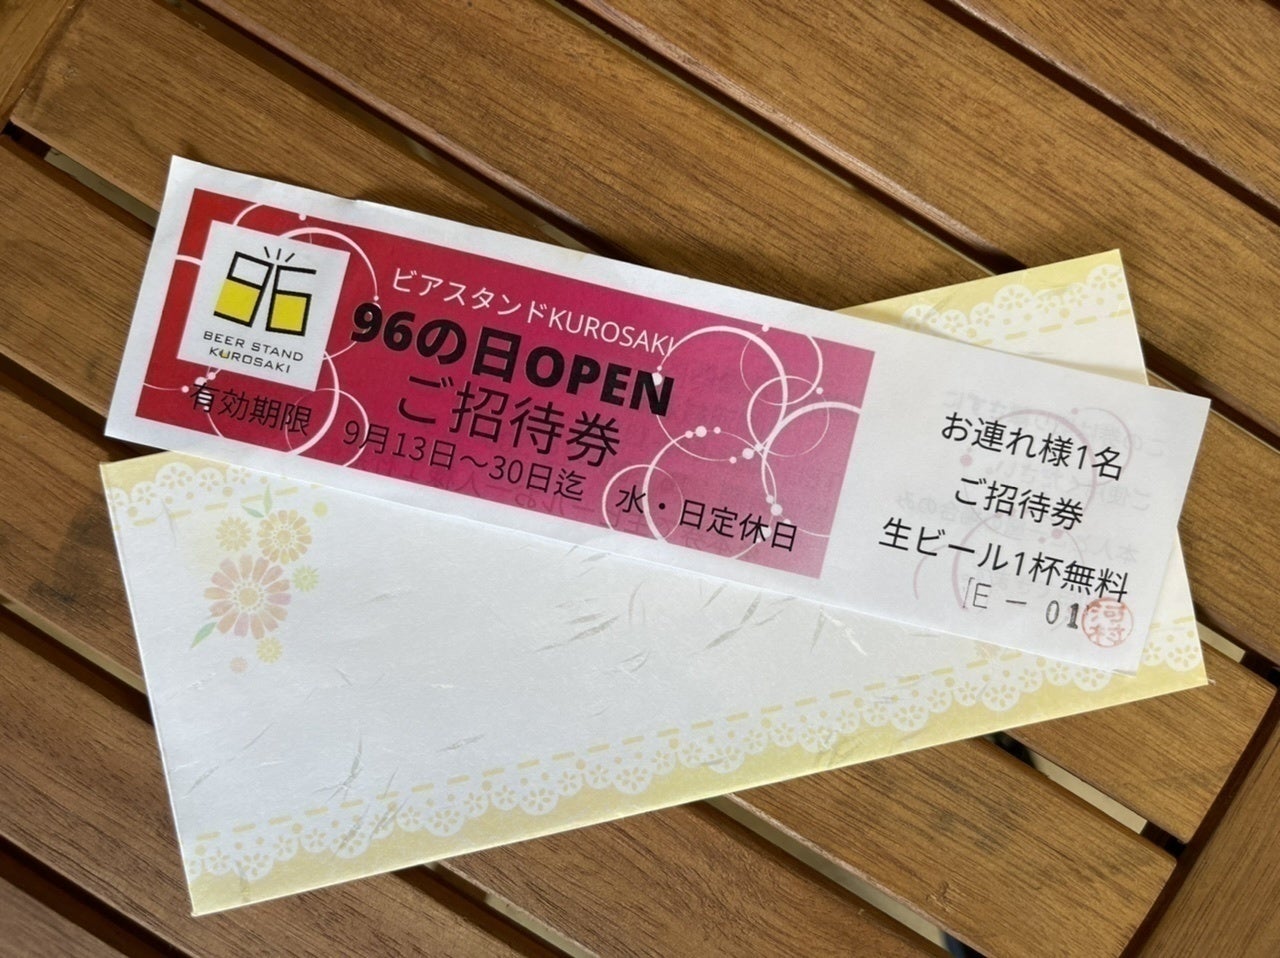 96
BEER STAND
KUROSAKI
ビアスタンドKUROSAKI
96の日OPEN
ご招待券
有効期限 9月13日～30日迄
水・日定休日
お連れ様1名
ご招待券
生ビール1杯無料
E - 01
河村